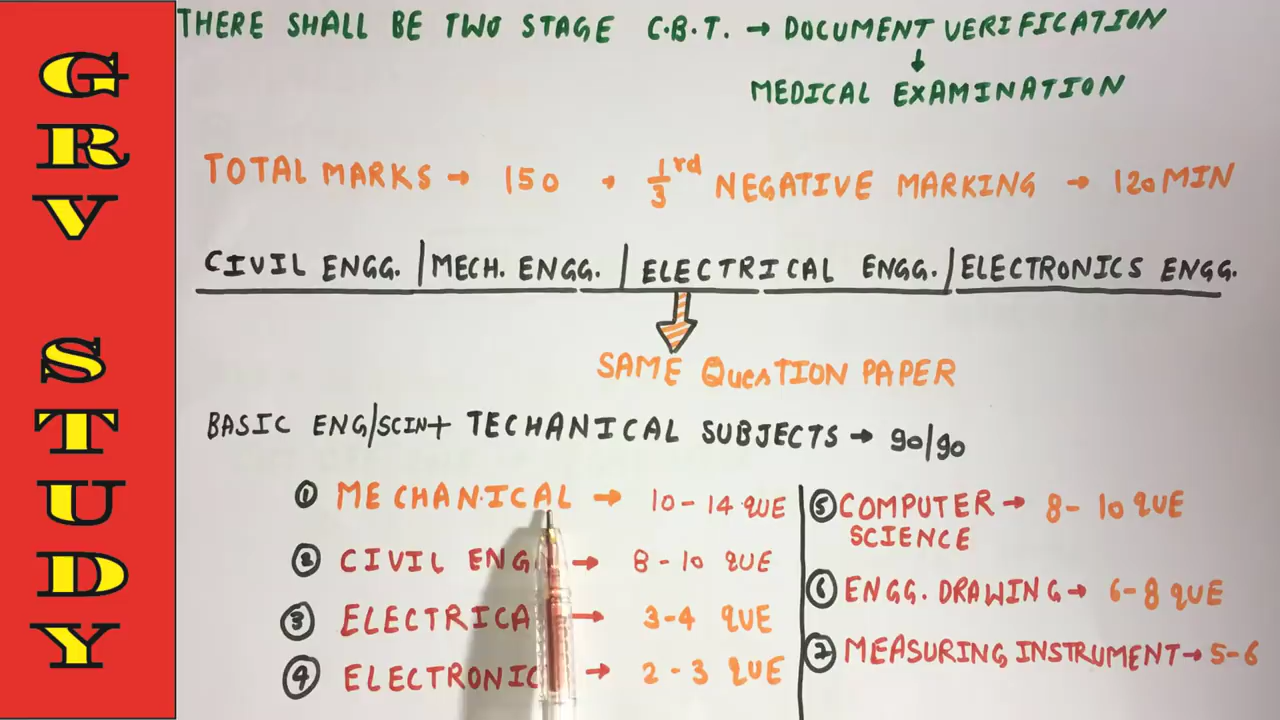 GRV STUDY
THERE SHALL BE TWO STAGE C.B.T. → DOCUMENT VERIFICATION
↓
MEDICAL EXAMINATION
TOTAL MARKS → 150 → 1/3 rd NEGATIVE MARKING → 120 MIN
CIVIL ENGG. | MECH. ENGG. | ELECTRICAL ENGG. | ELECTRONICS ENGG.
SAME QUESTION PAPER
BASIC ENG/SCIN+ TECHANICAL SUBJECTS → 90/90
① MECHANICAL → 10-14 QUE
② CIVIL ENG → 8-10 QUE
③ ELECTRICA → 3-4 QUE
④ ELECTRONIC → 2-3 QUE
⑤ COMPUTER → 8-10 QUE
SCIENCE
⑥ ENGG. DRAWING → 6-8 QUE
⑦ MEASURING INSTRUMENT → 5-6